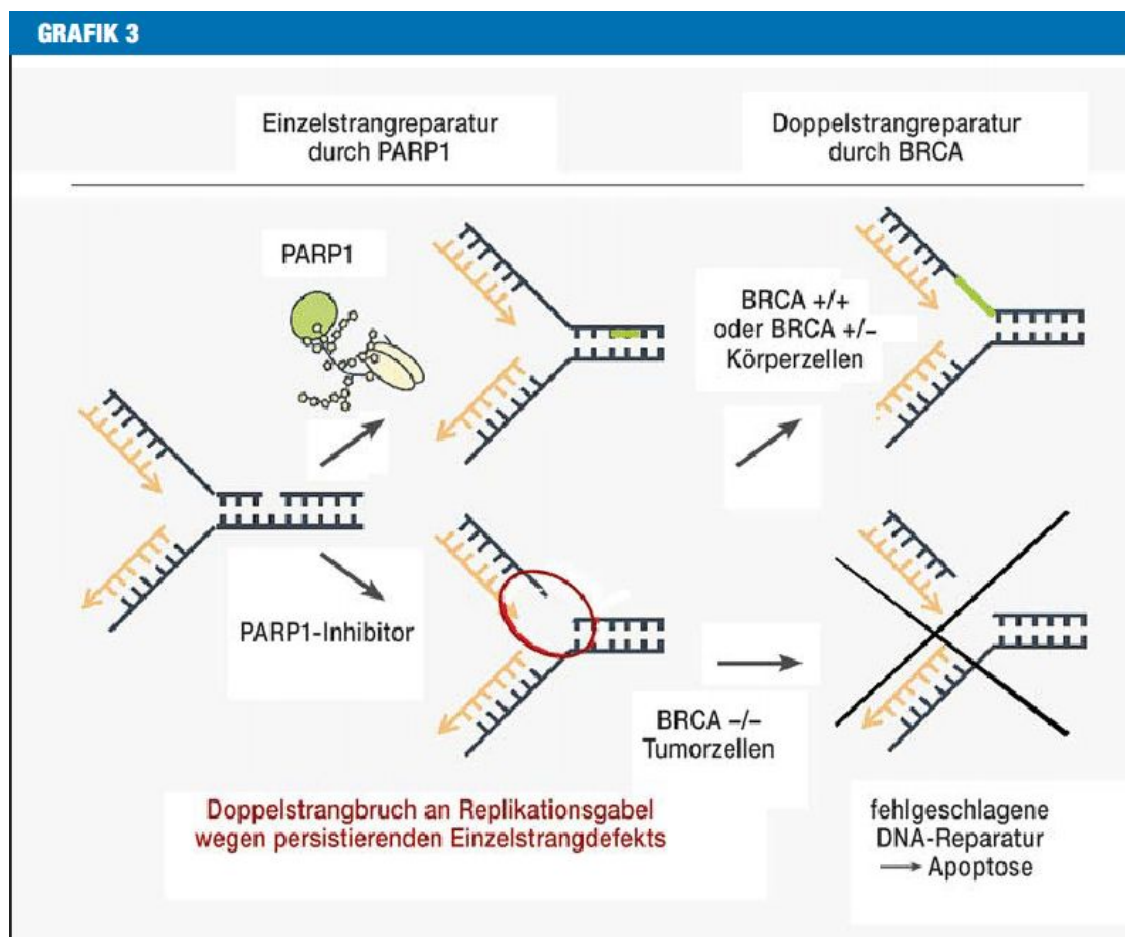 GRAFIK 3
Einzelstrangreparatur
durch PARP1
Doppelstrangreparatur
durch BRCA
PARP1
BRCA +/+
oder BRCA +/–
Körperzellen
PARP1-Inhibitor
BRCA –/–
Tumorzellen
Doppelstrangbruch an Replikationsgabel
wegen persistierenden Einzelstrangdefekts
fehlgeschlagene
DNA-Reparatur
→ Apoptose